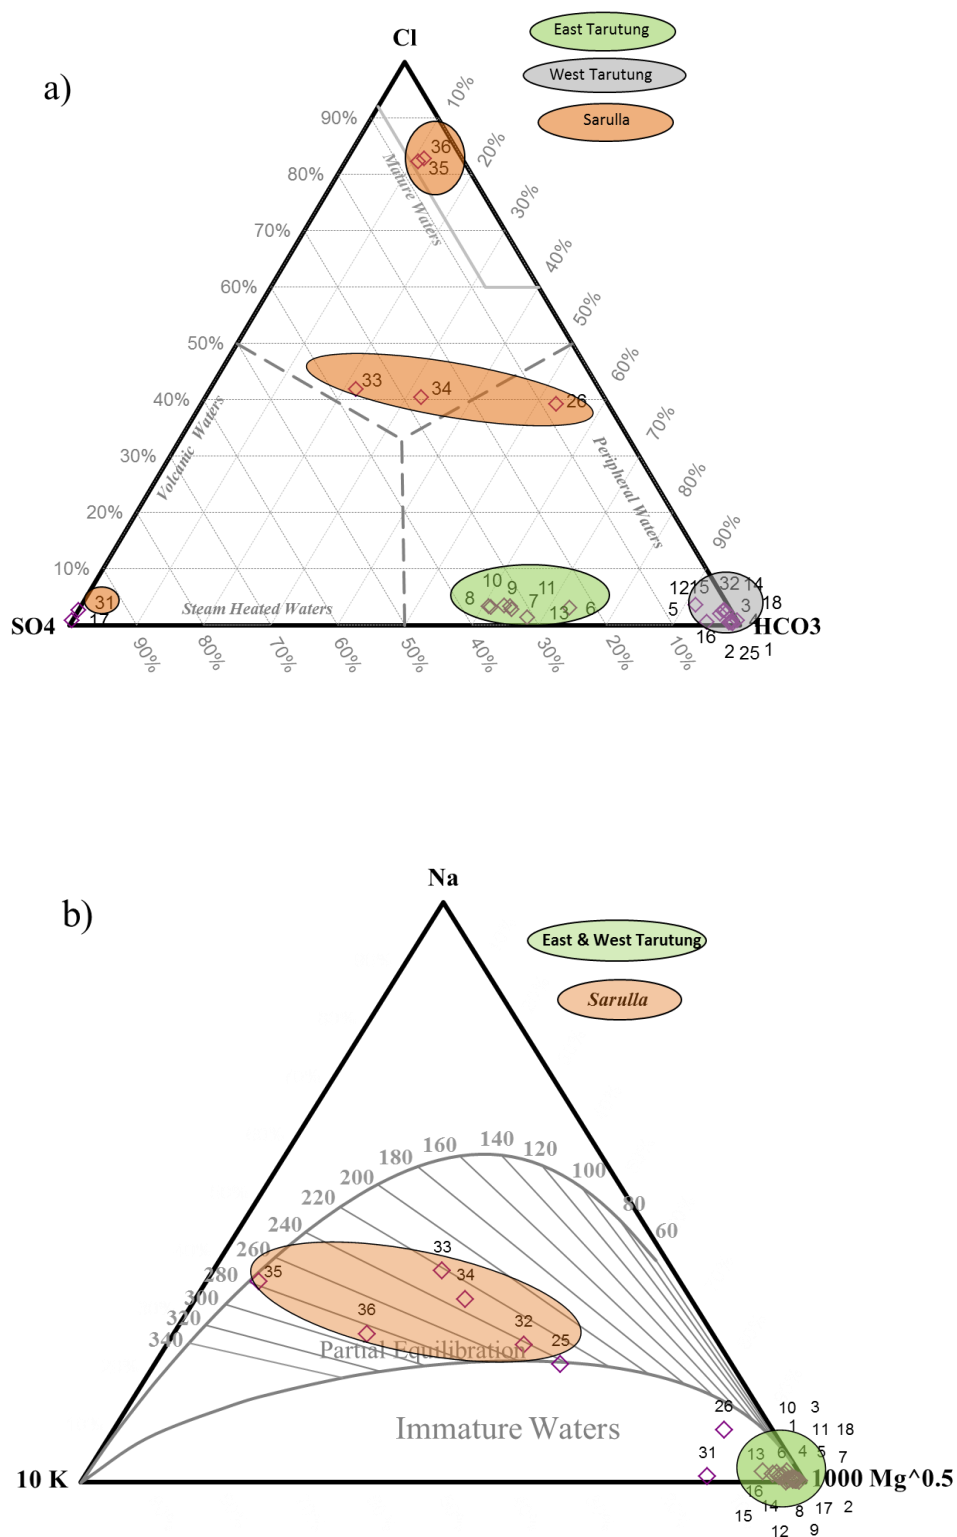 a)
Cl
East Tarutung
West Tarutung
Sarulla
10%
90%
36
20%
35
80%
Mature Waters
30%
70%
40%
60%
50%
50%
60%
33
34
26
40%
70%
Volcanic Waters
Peripheral Waters
30%
80%
20%
90%
10%
10 9 11
12 15 32 14
8
7
13
6
5
3
18
31
17
Steam Heated Waters
SO4
HCO3
16
2 25 1
90%
80%
70%
60%
50%
40%
30%
20%
10%
b)
Na
East & West Tarutung
Sarulla
140
160
120
180
100
200
220
80
240
60
260
33
280
35
34
300
36
32
320
25
340
Partial Equilibration
26
10 3
Immature Waters
1
11 18
31
13 6 4 5 7
10 K
1000 Mg^0.5
16
15 14 8 17 2
12 9